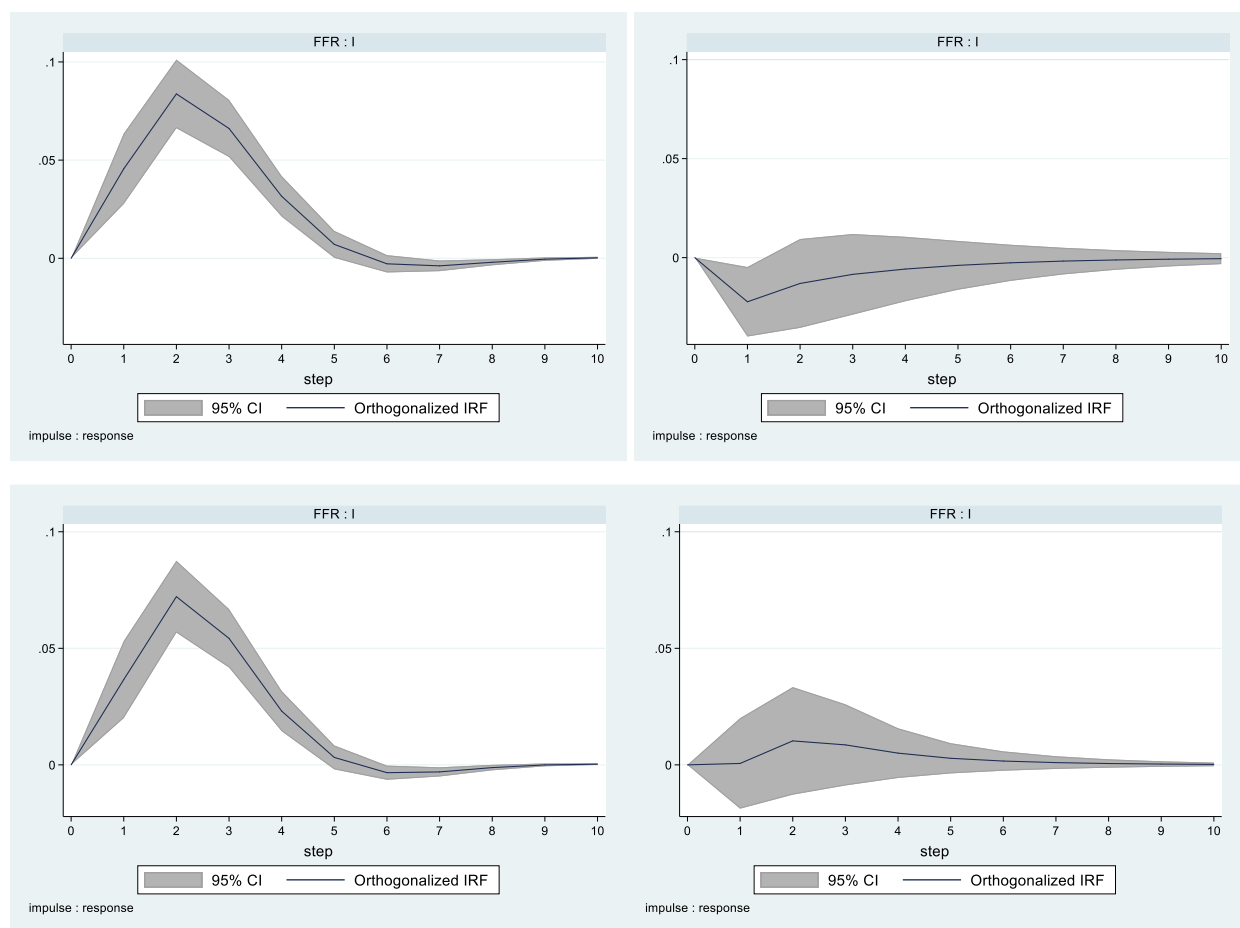 FFR : I
.1
.05
0
0 1 2 3 4 5 6 7 8 9 10
step
95% CI Orthogonalized IRF
impulse : response
FFR : I
.1
.05
0
0 1 2 3 4 5 6 7 8 9 10
step
95% CI Orthogonalized IRF
impulse : response
FFR : I
.1
.05
0
0 1 2 3 4 5 6 7 8 9 10
step
95% CI Orthogonalized IRF
impulse : response
FFR : I
.1
.05
0
0 1 2 3 4 5 6 7 8 9 10
step
95% CI Orthogonalized IRF
impulse : response